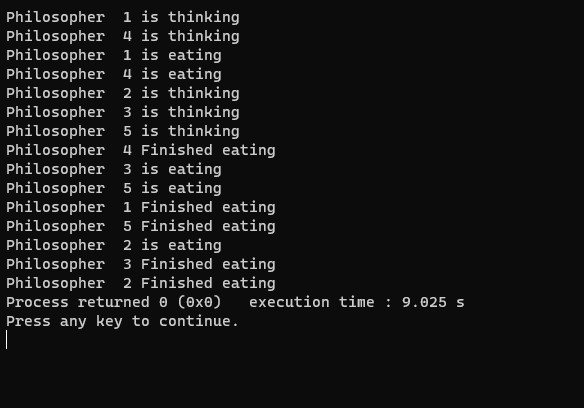 Philosopher  1 is thinking
Philosopher  4 is thinking
Philosopher  1 is eating
Philosopher  4 is eating
Philosopher  2 is thinking
Philosopher  3 is thinking
Philosopher  5 is thinking
Philosopher  4 Finished eating
Philosopher  3 is eating
Philosopher  5 is eating
Philosopher  1 Finished eating
Philosopher  5 Finished eating
Philosopher  2 is eating
Philosopher  3 Finished eating
Philosopher  2 Finished eating
Process returned 0 (0x0)   execution time : 9.025 s
Press any key to continue.